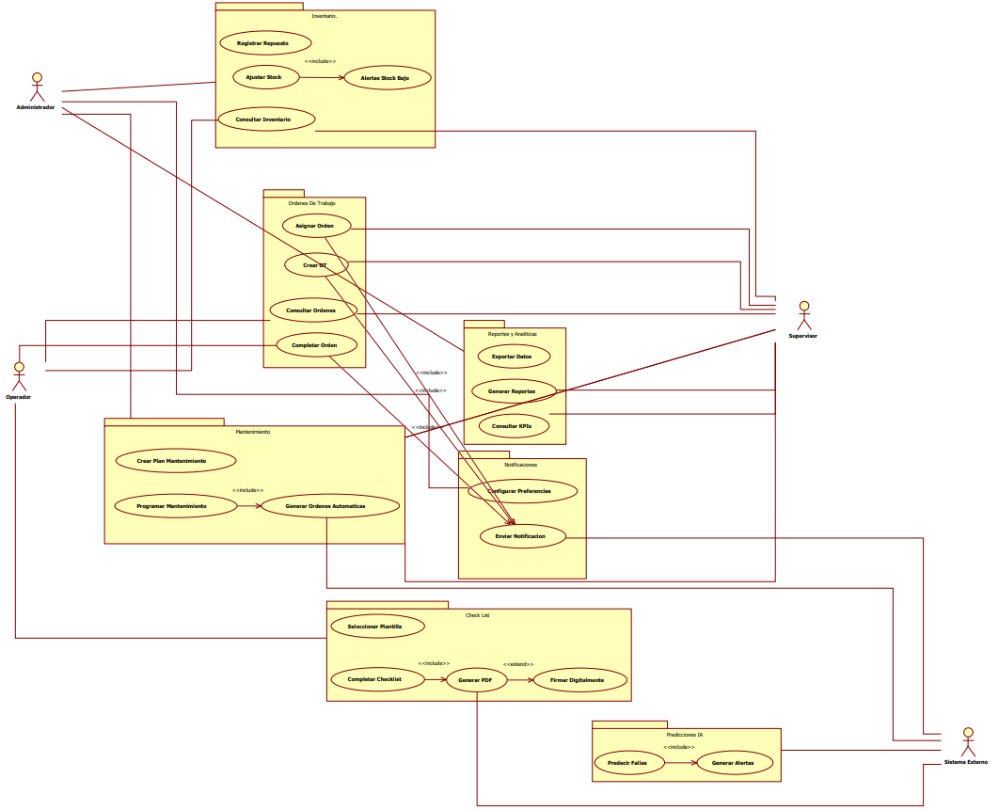 Inventario.
Registrar Repuesto
<<include>>
Ajustar Stock
Alertas Stock Bajo
Administrador
Consultar Inventario
Ordenes De Trabajo
Asignar Orden
Crear OT
Consultar Ordenes
Completar Orden
Supervisor
Reportes y Analiticas
Exportar Datos
<<include>>
Generar Reportes
<<include>>
Operador
Consultar KPIs
<<include>>
Mantenimiento
Crear Plan Mantenimiento
Notificaciones
<<include>>
Configurar Preferencias
Programar Mantenimiento
Generar Ordenes Automaticas
Enviar Notificacion
Check List
Seleccionar Plantilla
<<include>>
<<extend>>
Completar Checklist
Generar PDF
Firmar Digitalmente
Predicciones IA
<<include>>
Predecir Fallas
Generar Alertas
Sistema Externo